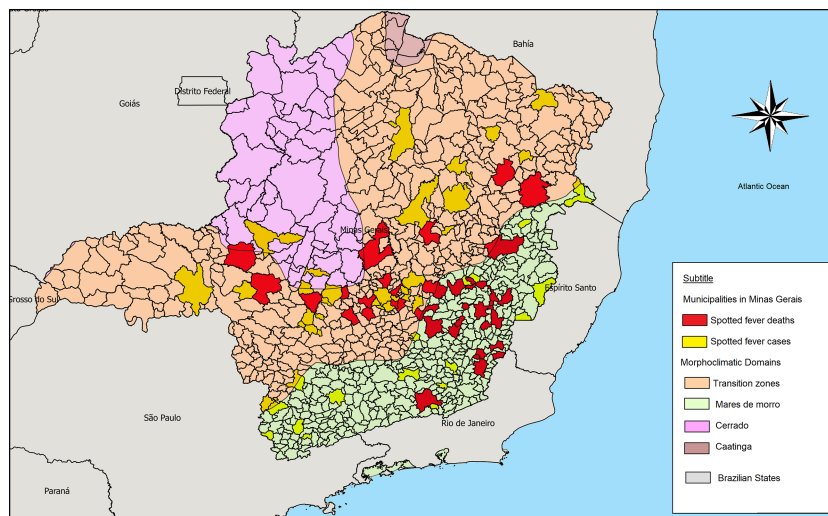 Bahía
Distrito Federal
Goiás
Atlantic Ocean
Minas Gerais
Grosso do Sul
Espírito Santo
São Paulo
Rio de Janeiro
Paraná
Subtitle
Municipalities in Minas Gerais
Spotted fever deaths
Spotted fever cases
Morphoclimatic Domains
Transition zones
Mares de morro
Cerrado
Caatinga
Brazilian States